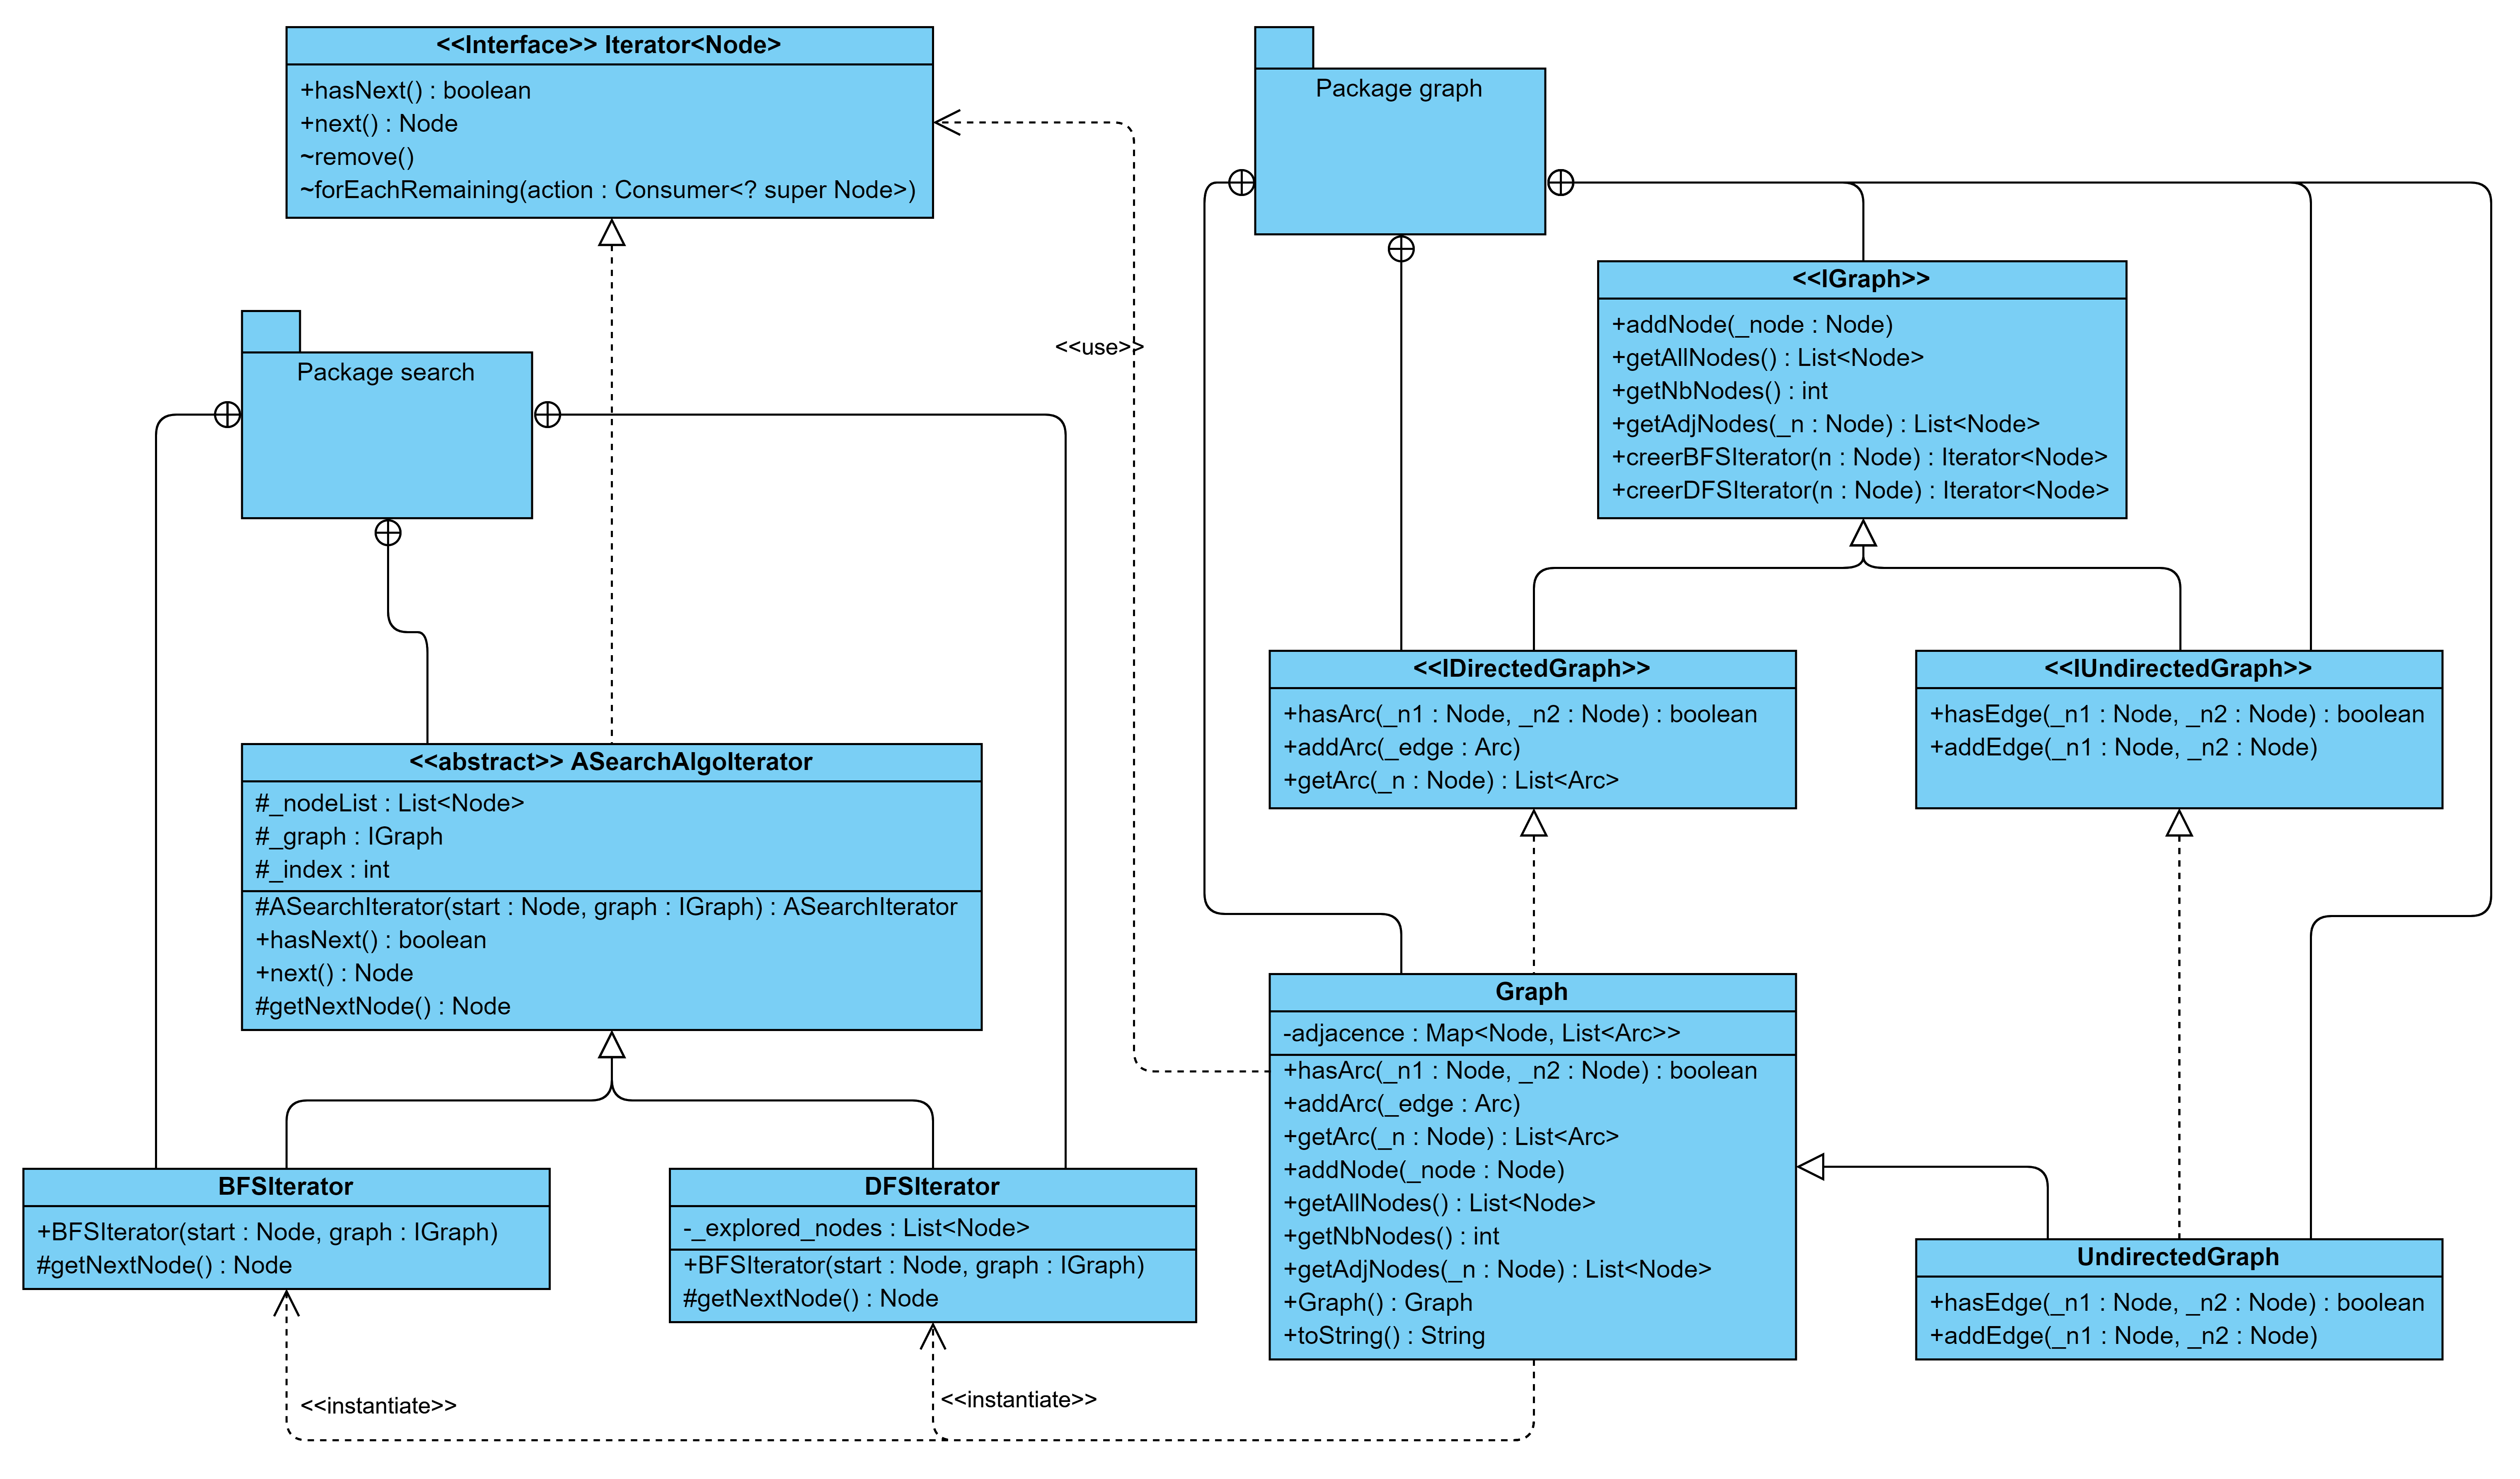 <<Interface>> Iterator<Node>
+hasNext() : boolean
+next() : Node
~remove()
~forEachRemaining(action : Consumer<? super Node>)
Package graph
<<use>>
<<IGraph>>
+addNode(_node : Node)
+getAllNodes() : List<Node>
+getNbNodes() : int
+getAdjNodes(_n : Node) : List<Node>
+creerBFSIterator(n : Node) : Iterator<Node>
+creerDFSIterator(n : Node) : Iterator<Node>
Package search
<<IDirectedGraph>>
+hasArc(_n1 : Node, _n2 : Node) : boolean
+addArc(_edge : Arc)
+getArc(_n : Node) : List<Arc>
<<IUndirectedGraph>>
+hasEdge(_n1 : Node, _n2 : Node) : boolean
+addEdge(_n1 : Node, _n2 : Node)
<<abstract>> ASearchAlgoIterator
#_nodeList : List<Node>
#_graph : IGraph
#_index : int
#ASearchIterator(start : Node, graph : IGraph) : ASearchIterator
+hasNext() : boolean
+next() : Node
#getNextNode() : Node
Graph
-adjacence : Map<Node, List<Arc>>
+hasArc(_n1 : Node, _n2 : Node) : boolean
+addArc(_edge : Arc)
+getArc(_n : Node) : List<Arc>
+addNode(_node : Node)
+getAllNodes() : List<Node>
+getNbNodes() : int
+getAdjNodes(_n : Node) : List<Node>
+Graph() : Graph
+toString() : String
BFSIterator
+BFSIterator(start : Node, graph : IGraph)
#getNextNode() : Node
DFSIterator
-_explored_nodes : List<Node>
+BFSIterator(start : Node, graph : IGraph)
#getNextNode() : Node
UndirectedGraph
+hasEdge(_n1 : Node, _n2 : Node) : boolean
+addEdge(_n1 : Node, _n2 : Node)
<<instantiate>>
<<instantiate>>